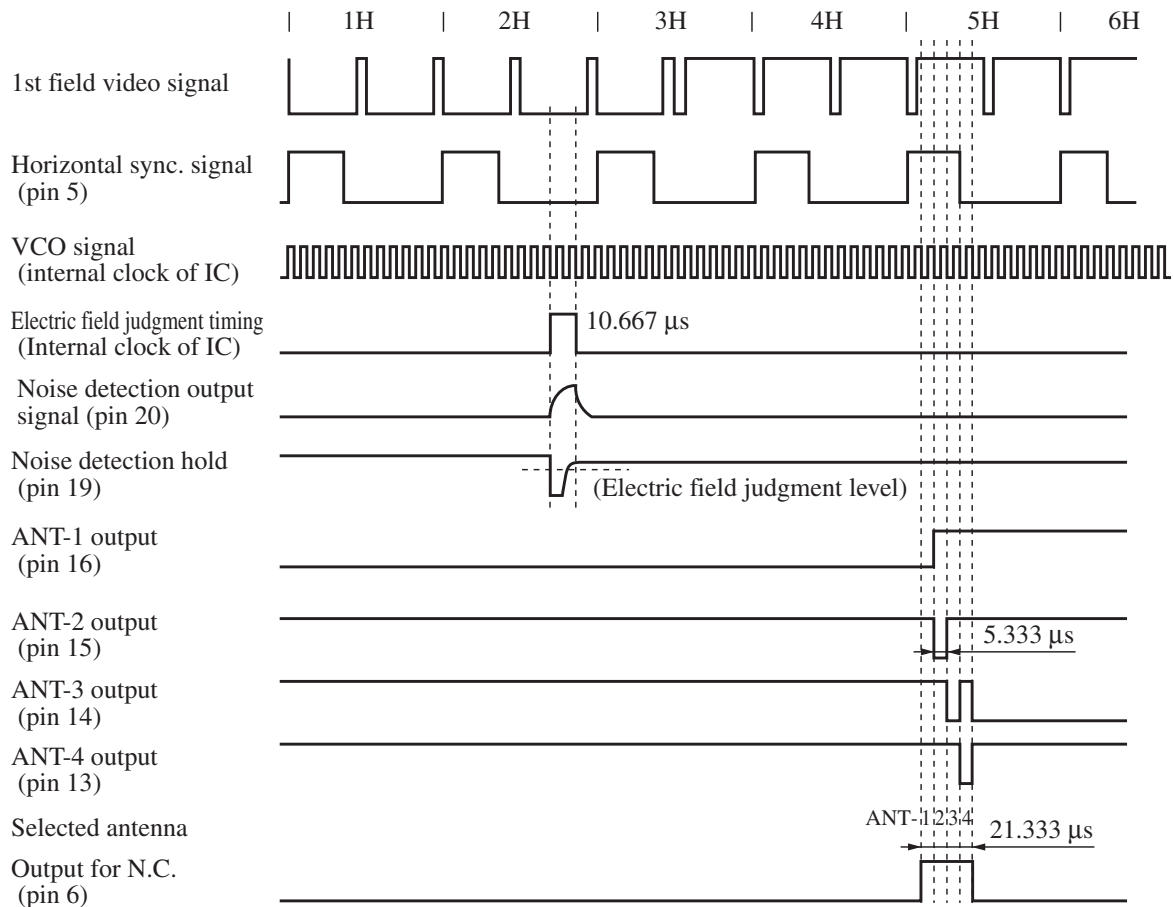 | 1H | 2H | 3H | 4H | 5H | 6H
1st field video signal
Horizontal sync. signal
(pin 5)
VCO signal
(internal clock of IC)
Electric field judgment timing
(Internal clock of IC)
10.667 μs
Noise detection output
signal (pin 20)
Noise detection hold
(pin 19)
(Electric field judgment level)
ANT-1 output
(pin 16)
ANT-2 output
(pin 15)
5.333 μs
ANT-3 output
(pin 14)
ANT-4 output
(pin 13)
Selected antenna
ANT- 1 2 3 4
21.333 μs
Output for N.C.
(pin 6)